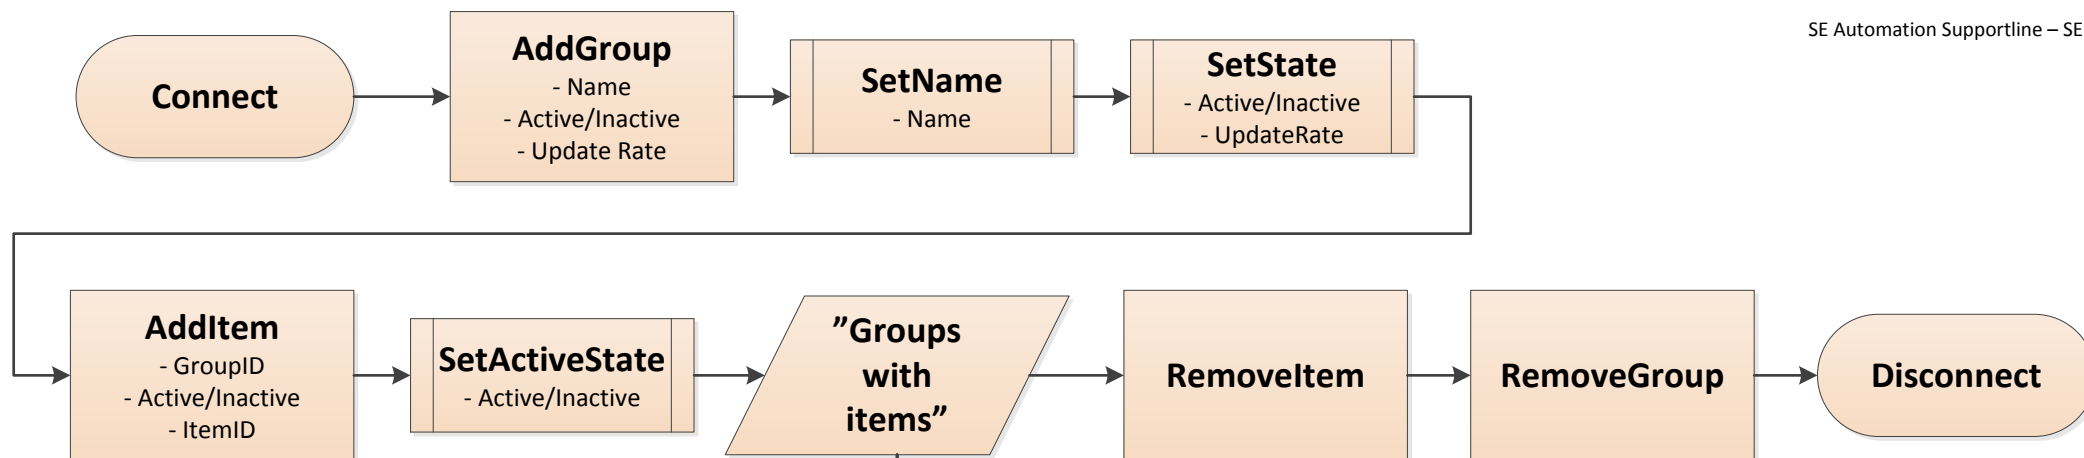 SE Automation Supportline – SE
Connect
AddGroup
- Name
- Active/Inactive
- Update Rate
SetName
- Name
SetState
- Active/Inactive
- UpdateRate
AddItem
- GroupID
- Active/Inactive
- ItemID
SetActiveState
- Active/Inactive
”Groups
with
items”
RemoveItem
RemoveGroup
Disconnect